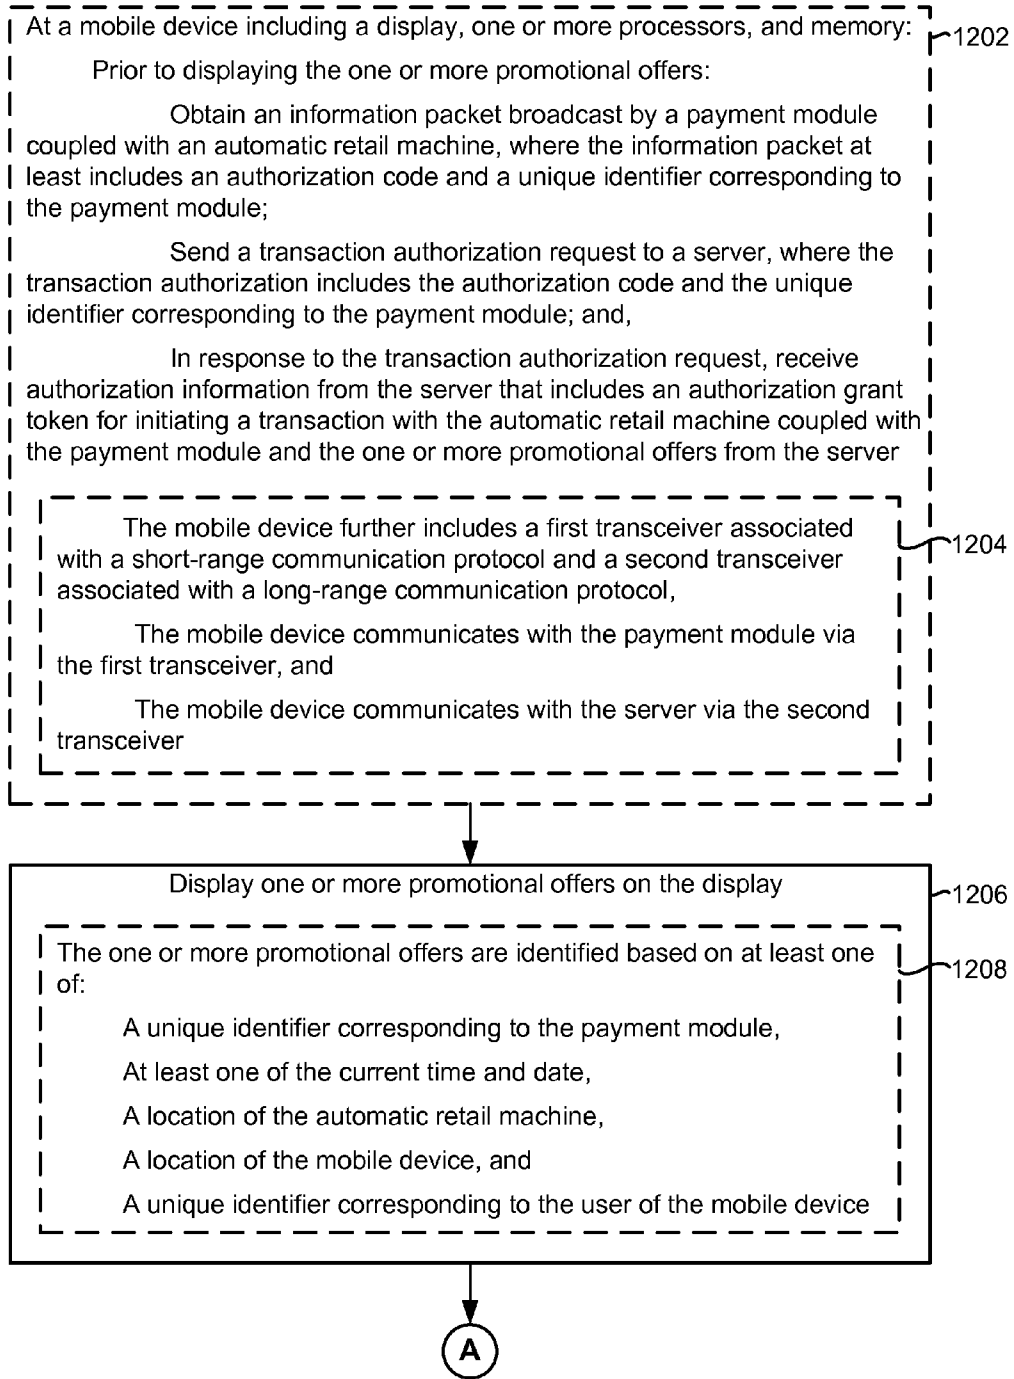 At a mobile device including a display, one or more processors, and memory:
1202
Prior to displaying the one or more promotional offers:
Obtain an information packet broadcast by a payment module
coupled with an automatic retail machine, where the information packet at
least includes an authorization code and a unique identifier corresponding to
the payment module;
Send a transaction authorization request to a server, where the
transaction authorization includes the authorization code and the unique
identifier corresponding to the payment module; and,
In response to the transaction authorization request, receive
authorization information from the server that includes an authorization grant
token for initiating a transaction with the automatic retail machine coupled with
the payment module and the one or more promotional offers from the server
The mobile device further includes a first transceiver associated
1204
with a short-range communication protocol and a second transceiver
associated with a long-range communication protocol,
The mobile device communicates with the payment module via
the first transceiver, and
The mobile device communicates with the server via the second
transceiver
Display one or more promotional offers on the display
1206
The one or more promotional offers are identified based on at least one
1208
of:
A unique identifier corresponding to the payment module,
At least one of the current time and date,
A location of the automatic retail machine,
A location of the mobile device, and
A unique identifier corresponding to the user of the mobile device
A